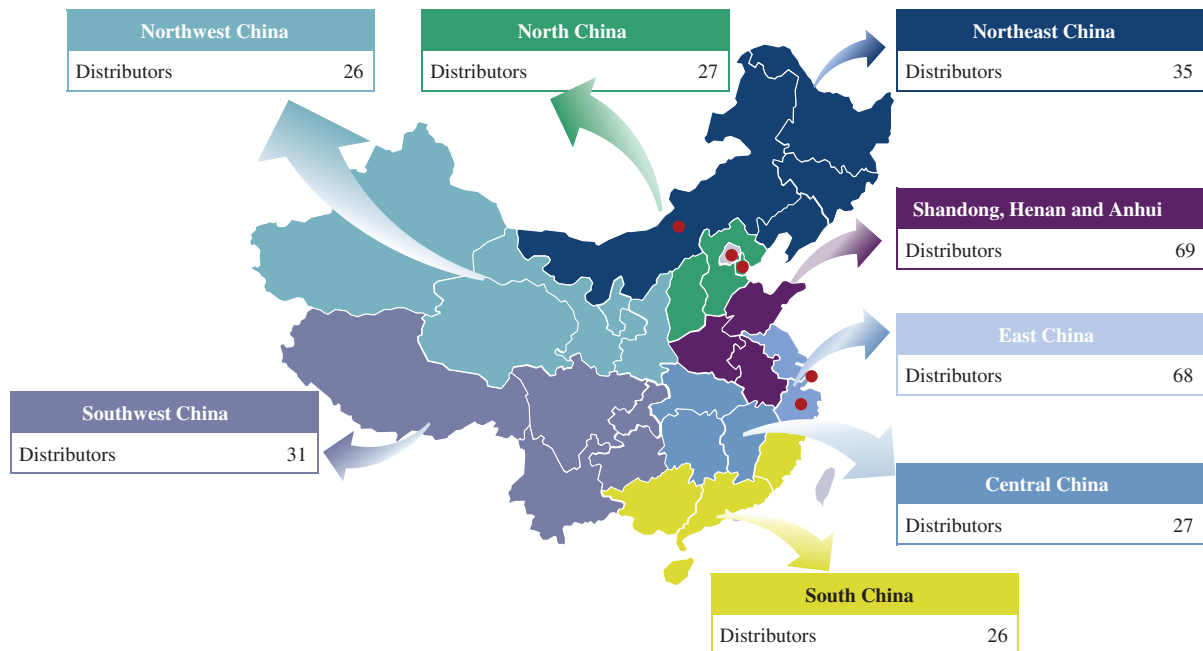 Northwest China
Distributors 26
North China
Distributors 27
Northeast China
Distributors 35
Shandong, Henan and Anhui
Distributors 69
East China
Distributors 68
Southwest China
Distributors 31
Central China
Distributors 27
South China
Distributors 26